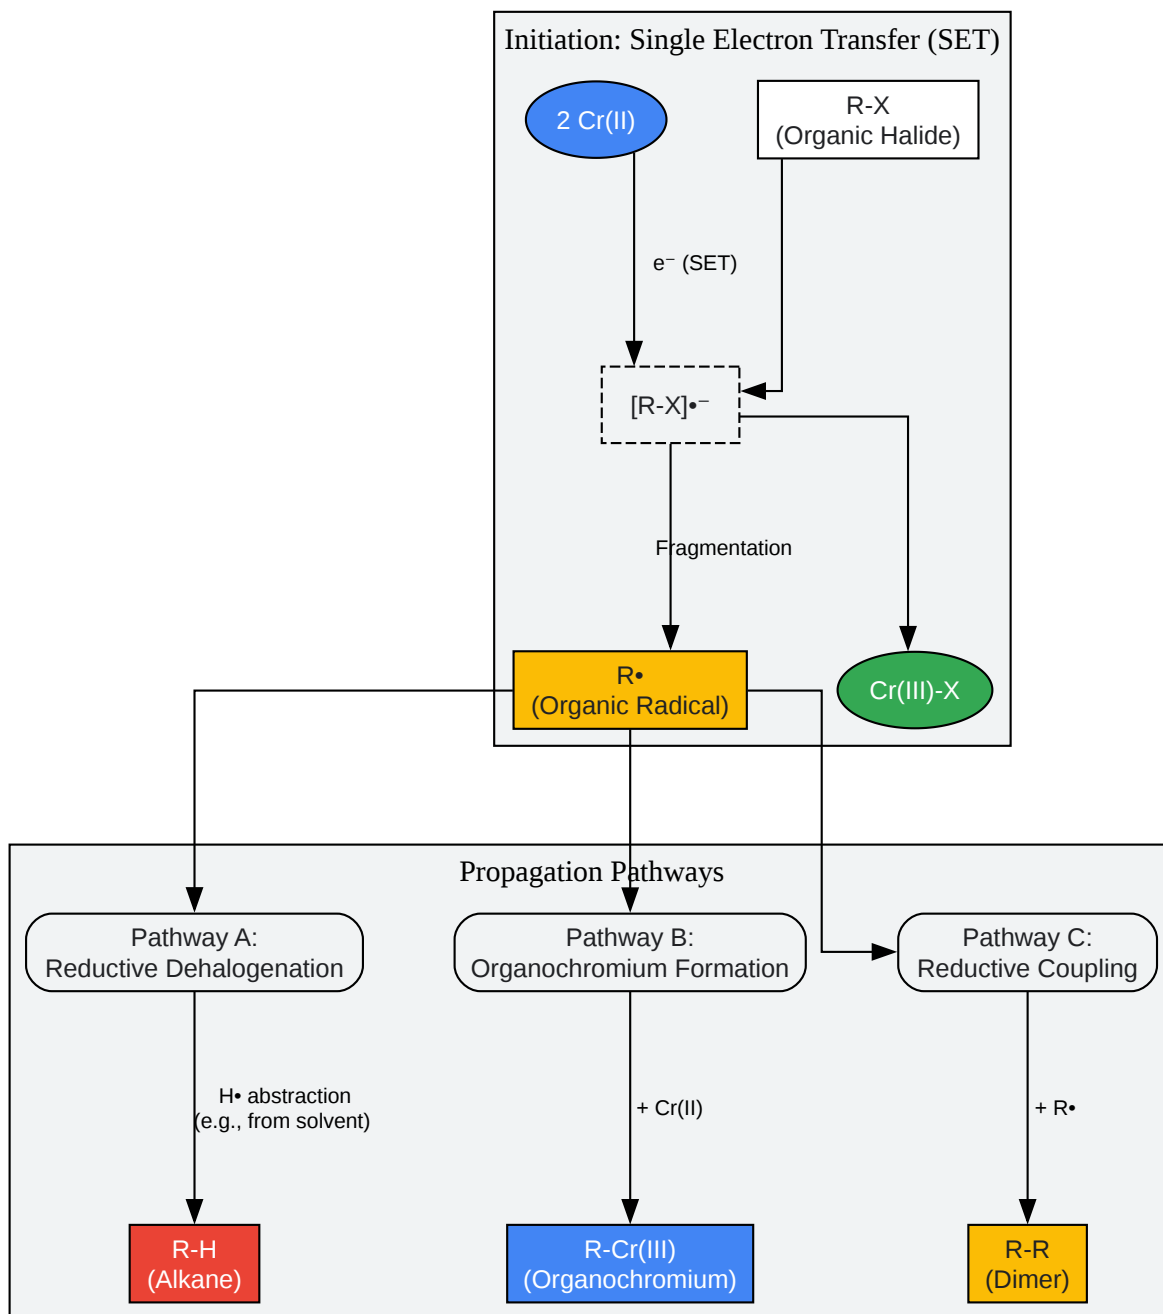 Initiation: Single Electron Transfer (SET)
2 Cr(II)
R-X
(Organic Halide)
e⁻ (SET)
[R-X]•⁻
Fragmentation
R•
(Organic Radical)
Cr(III)-X
Propagation Pathways
Pathway A:
Reductive Dehalogenation
Pathway B:
Organochromium Formation
Pathway C:
Reductive Coupling
H• abstraction
(e.g., from solvent)
+ Cr(II)
+ R•
R-H
(Alkane)
R-Cr(III)
(Organochromium)
R-R
(Dimer)